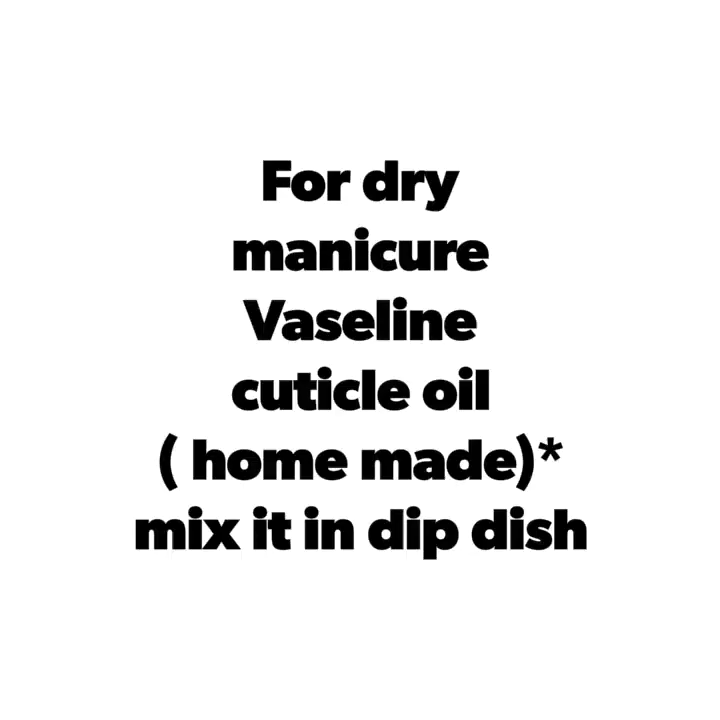 For dry
manicure
Vaseline
cuticle oil
( home made)*
mix it in dip dish